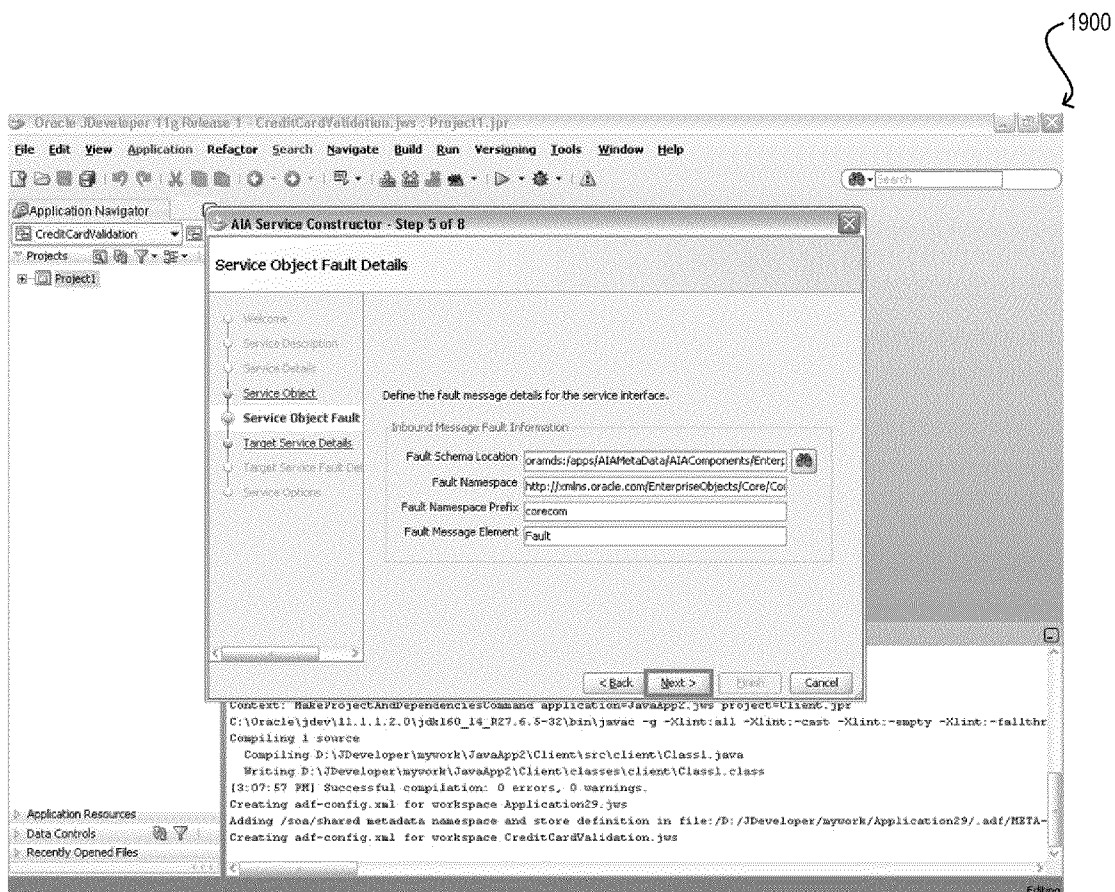 1900
Oracle JDeveloper 11g Release 1 - CreditCardValidation.jws : Project1.jpr
File Edit View Application Refactor Search Navigate Build Run Versioning Tools Window Help
Search
Application Navigator
CreditCardValidation
Projects
Project1
AIA Service Constructor - Step 5 of 8
Service Object Fault Details
Welcome
Service Description
Service Details
Service Object
Service Object Fault
Target Service Details
Target Service Fault De
Service Options
Define the fault message details for the service interface.
Inbound Message Fault Information
Fault Schema Location oramds:/apps/AIAMetaData/AIAComponents/Enterp
Fault Namespace http://xmlns.oracle.com/EnterpriseObjects/Core/Co
Fault Namespace Prefix corecom
Fault Message Element Fault
< Back Next > Finish Cancel
Context: MakeProjectAndDependenciesCommand application=JavaApp2.jws project=Client.jpr
C:\Oracle\jdev\11.1.1.2.0\jdk160_14_R27.6.5-32\bin\javac -g -Xlint:all -Xlint:-cast -Xlint:-empty -Xlint:-fallthr
Compiling 1 source
Compiling D:\JDeveloper\mywork\JavaApp2\Client\src\client\Class1.java
Writing D:\JDeveloper\mywork\JavaApp2\Client\classes\client\Class1.class
[3:07:57 PM] Successful compilation: 0 errors, 0 warnings.
Creating adf-config.xml for workspace Application29.jws
Adding /soa/shared metadata namespace and store definition in file:/D:/JDeveloper/mywork/Application29/.adf/META-
Creating adf-config.xml for workspace CreditCardValidation.jws
Application Resources
Data Controls
Recently Opened Files
Editing